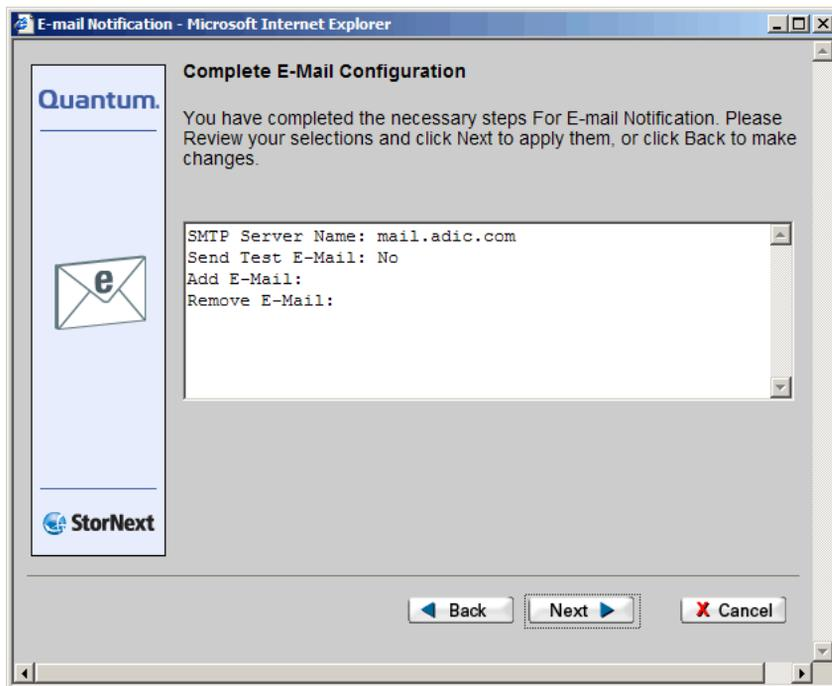 E-mail Notification - Microsoft Internet Explorer
Quantum.
Complete E-Mail Configuration
You have completed the necessary steps For E-mail Notification. Please
Review your selections and click Next to apply them, or click Back to make
changes.
SMTP Server Name: mail.adic.com
Send Test E-Mail: No
Add E-Mail:
Remove E-Mail:
e
StorNext
Back
Next
X Cancel